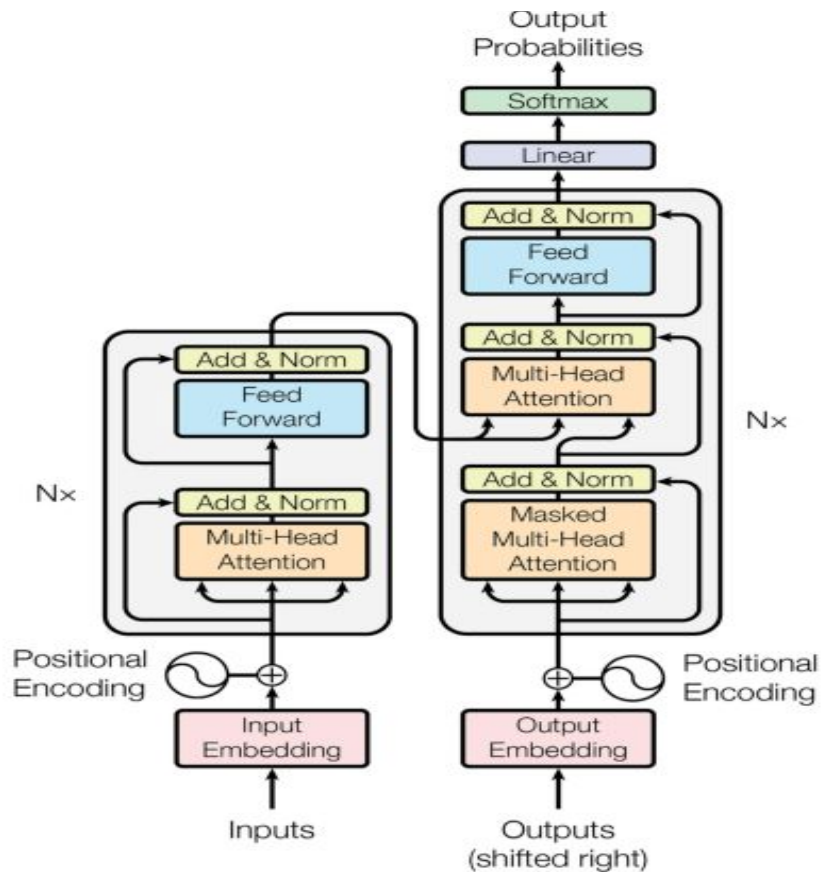 Output
Probabilities
Softmax
Linear
Add & Norm
Feed
Forward
Add & Norm
Multi-Head
Attention
Add & Norm
Masked
Multi-Head
Attention
Nx
Positional
Encoding
Output
Embedding
Outputs
(shifted right)
Add & Norm
Feed
Forward
Add & Norm
Multi-Head
Attention
Nx
Positional
Encoding
Input
Embedding
Inputs